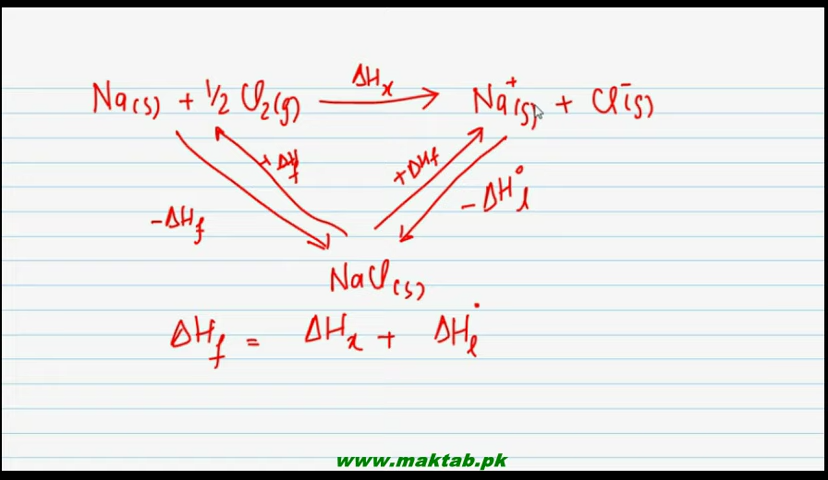 Na(s) + 1/2 Cl₂(g) ΔHₓ Na⁺(g) + Cl⁻(g)
+ΔHf +ΔHf
-ΔHf -ΔH°l
NaCl(s)
ΔHf = ΔHₓ + ΔH°l
www.maktab.pk